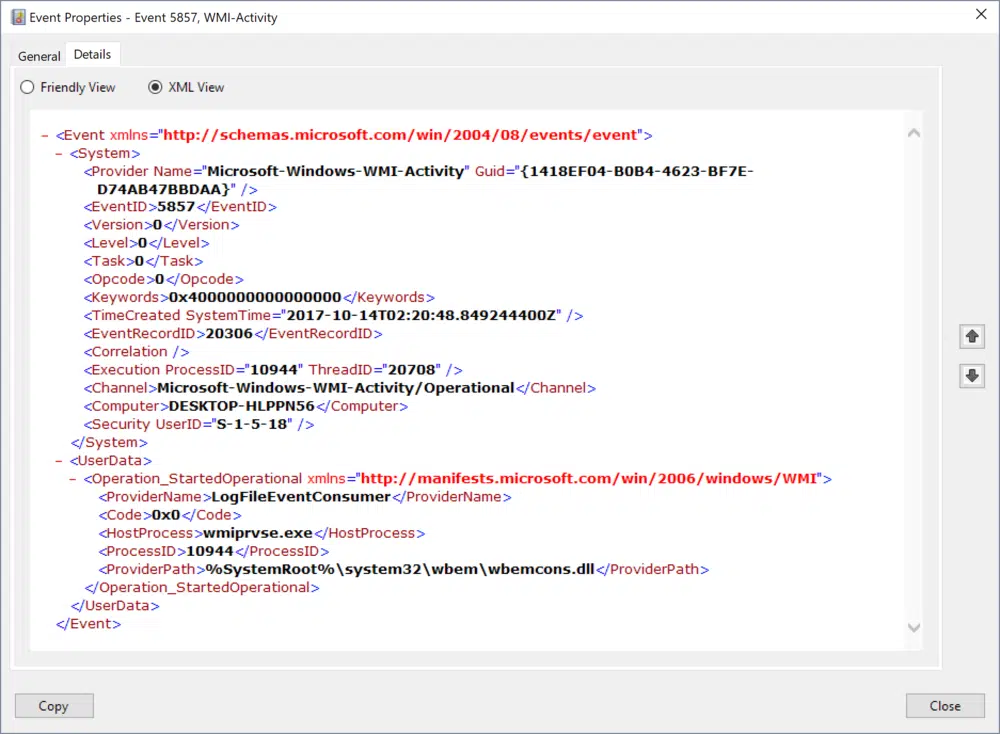 Event Properties - Event 5857, WMI-Activity
General Details
Friendly View XML View
- <Event xmlns="http://schemas.microsoft.com/win/2004/08/events/event">
- <System>
<Provider Name="Microsoft-Windows-WMI-Activity" Guid="{1418EF04-B0B4-4623-BF7E-
D74AB47BBDAA}" />
<EventID>5857</EventID>
<Version>0</Version>
<Level>0</Level>
<Task>0</Task>
<Opcode>0</Opcode>
<Keywords>0x4000000000000000</Keywords>
<TimeCreated SystemTime="2017-10-14T02:20:48.849244400Z" />
<EventRecordID>20306</EventRecordID>
<Correlation />
<Execution ProcessID="10944" ThreadID="20708" />
<Channel>Microsoft-Windows-WMI-Activity/Operational</Channel>
<Computer>DESKTOP-HLPPN56</Computer>
<Security UserID="S-1-5-18" />
</System>
- <UserData>
- <Operation_StartedOperational xmlns="http://manifests.microsoft.com/win/2006/windows/WMI">
<ProviderName>LogFileEventConsumer</ProviderName>
<Code>0x0</Code>
<HostProcess>wmiprvse.exe</HostProcess>
<ProcessID>10944</ProcessID>
<ProviderPath>%SystemRoot%\system32\wbem\wbemcons.dll</ProviderPath>
</Operation_StartedOperational>
</UserData>
</Event>
Copy Close